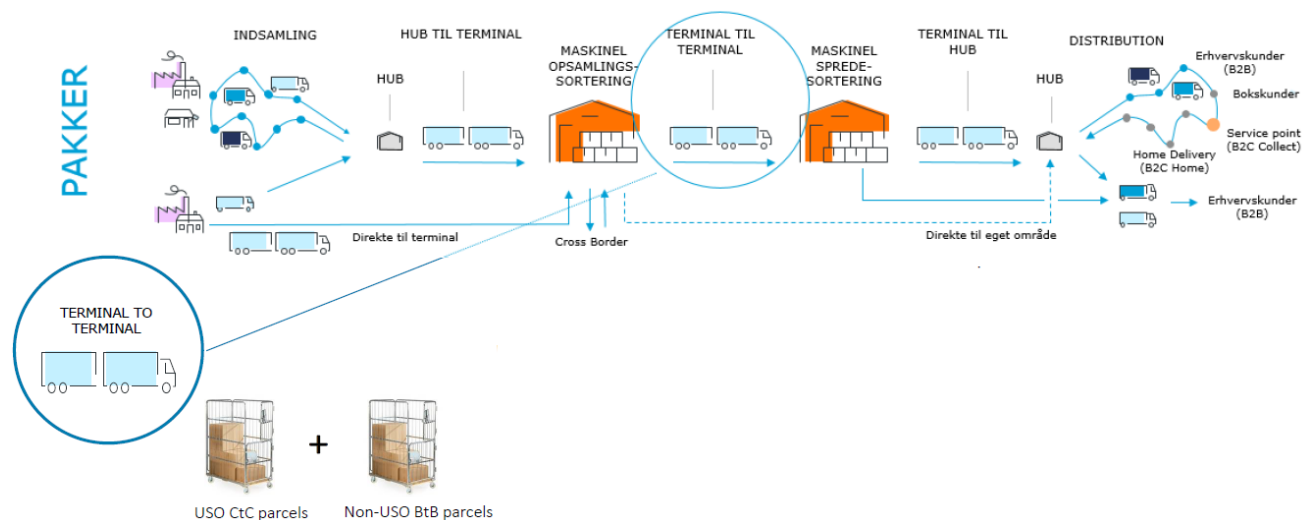 PAKKER
INDSAMLING
HUB TIL TERMINAL
MASKINEL
OPSAMLINGS-
SORTERING
TERMINAL TIL
TERMINAL
MASKINEL
SPREDE-
SORTERING
TERMINAL TIL
HUB
DISTRIBUTION
HUB
HUB
Erhvervskunder
(B2B)
Bokskunder
Service point
(B2C Collect)
Home Delivery
(B2C Home)
Erhvervskunder
(B2B)
Direkte til terminal
Cross Border
Direkte til eget område
TERMINAL TO
TERMINAL
+
USO CtC parcels
Non-USO BtB parcels